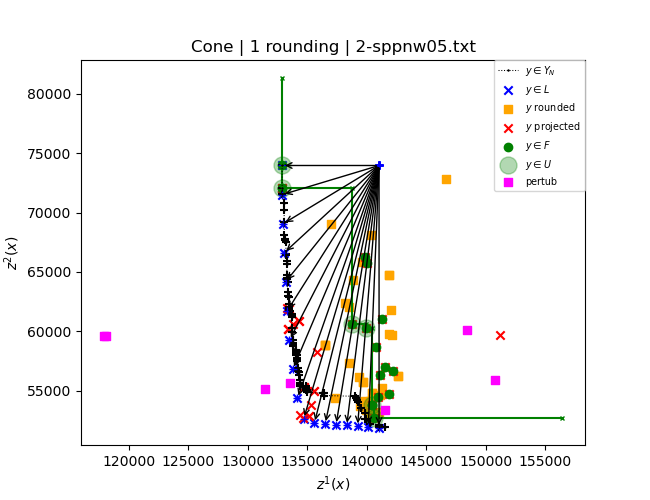 Cone | 1 rounding | 2-sppnw05.txt
z²(x)
80000
75000
70000
65000
60000
55000
120000 125000 130000 135000 140000 145000 150000 155000
z¹(x)
y ∈ Y_N
y ∈ L
y rounded
y projected
y ∈ F
y ∈ U
pertub